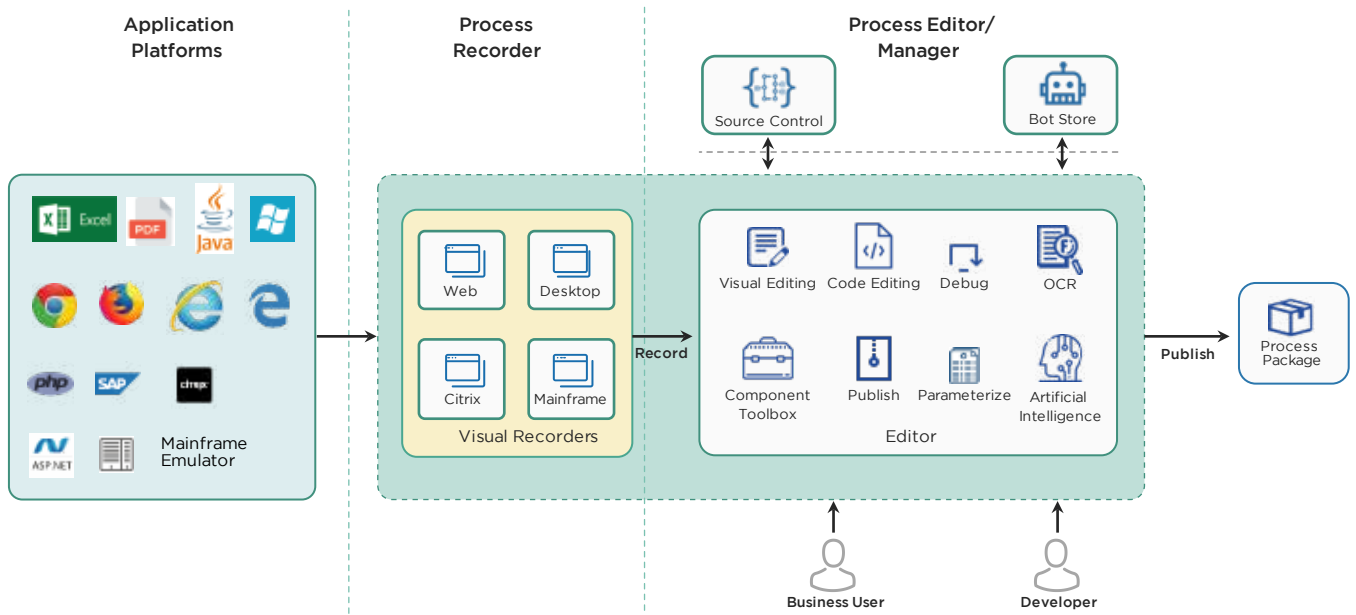 Application
Platforms
Process
Recorder
Process Editor/
Manager
Source Control
Bot Store
Excel
PDF
Java
php
SAP
citrix
ASP.NET
Mainframe
Emulator
Web
Desktop
Citrix
Mainframe
Visual Recorders
Record
Visual Editing
Code Editing
Debug
F
OCR
Component
Toolbox
Publish
Parameterize
Artificial
Intelligence
Editor
Publish
Process
Package
Business User
Developer